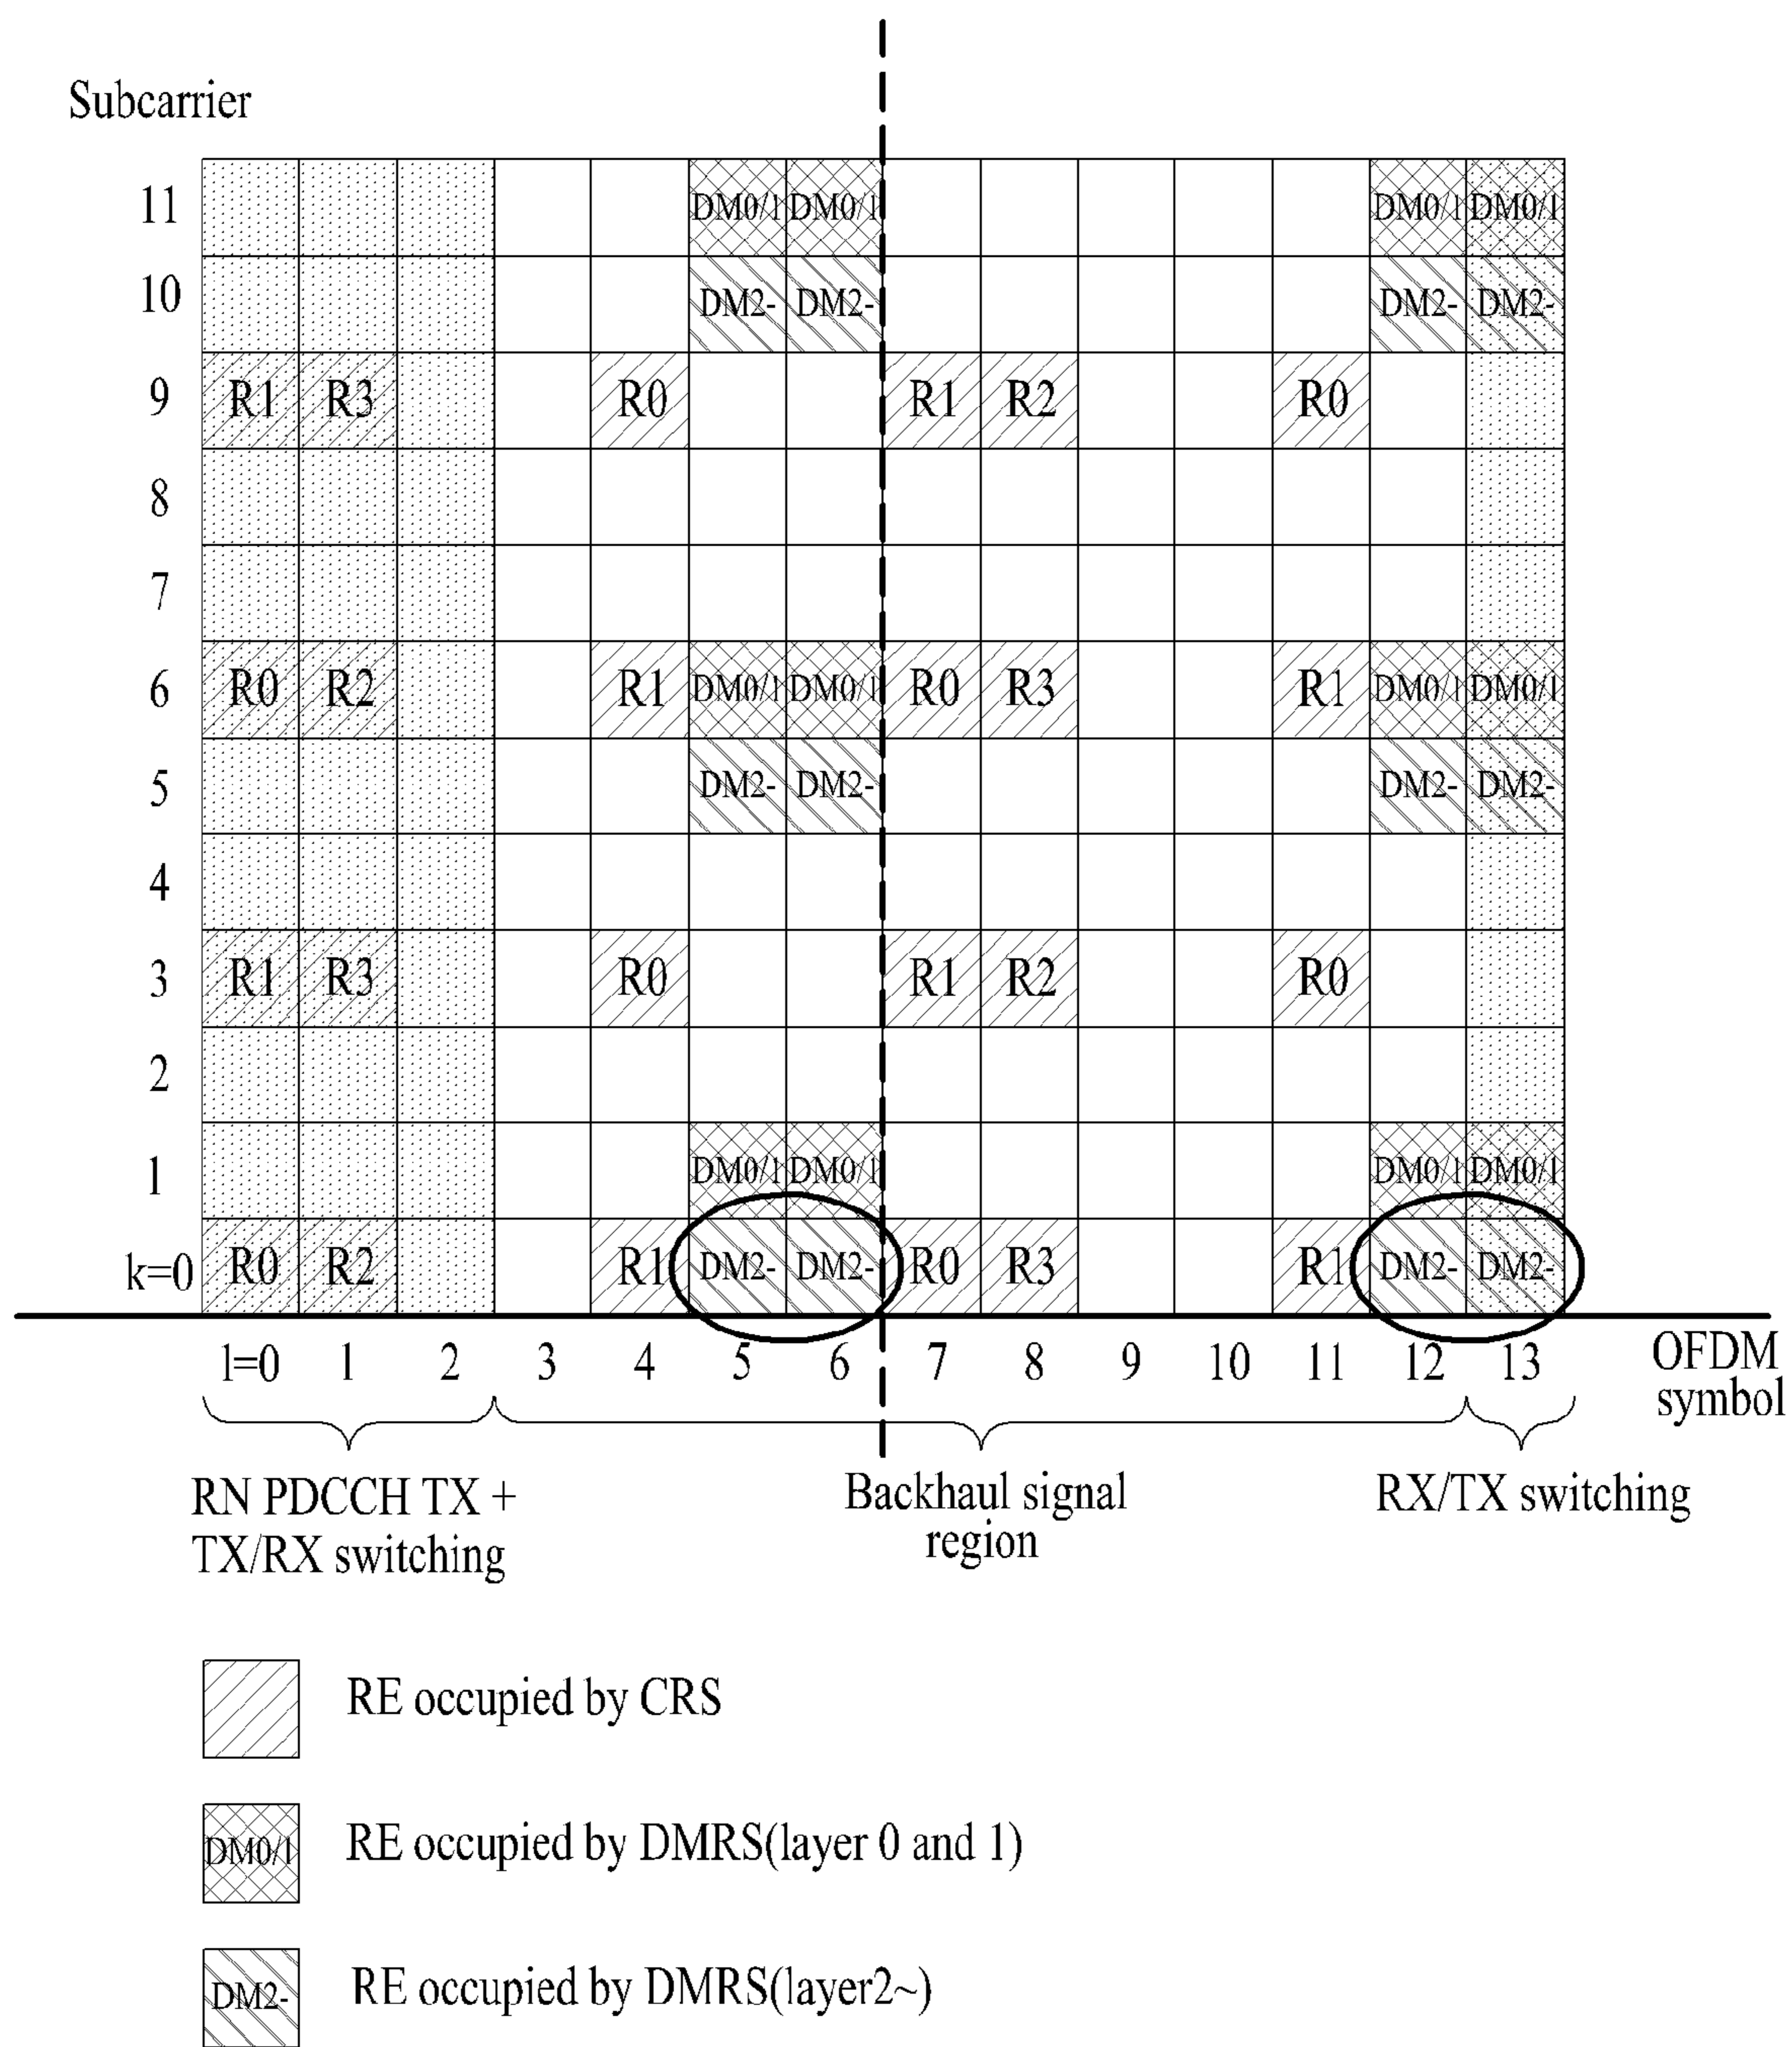 Subcarrier
11 DM0/1 DM0/1 DM0/1 DM0/1
10 DM2- DM2- DM2- DM2-
9 R1 R3 R0 R1 R2 R0
8
7
6 R0 R2 R1 DM0/1 DM0/1 R0 R3 R1 DM0/1 DM0/1
5 DM2- DM2- DM2- DM2-
4
3 R1 R3 R0 R1 R2 R0
2
1 DM0/1 DM0/1 DM0/1 DM0/1
k=0 R0 R2 R1 DM2- DM2- R0 R3 R1 DM2- DM2-
l=0 1 2 3 4 5 6 7 8 9 10 11 12 13 OFDM
symbol
RN PDCCH TX +
TX/RX switching
Backhaul signal
region
RX/TX switching
RE occupied by CRS
DM0/1 RE occupied by DMRS(layer 0 and 1)
DM2- RE occupied by DMRS(layer2~)